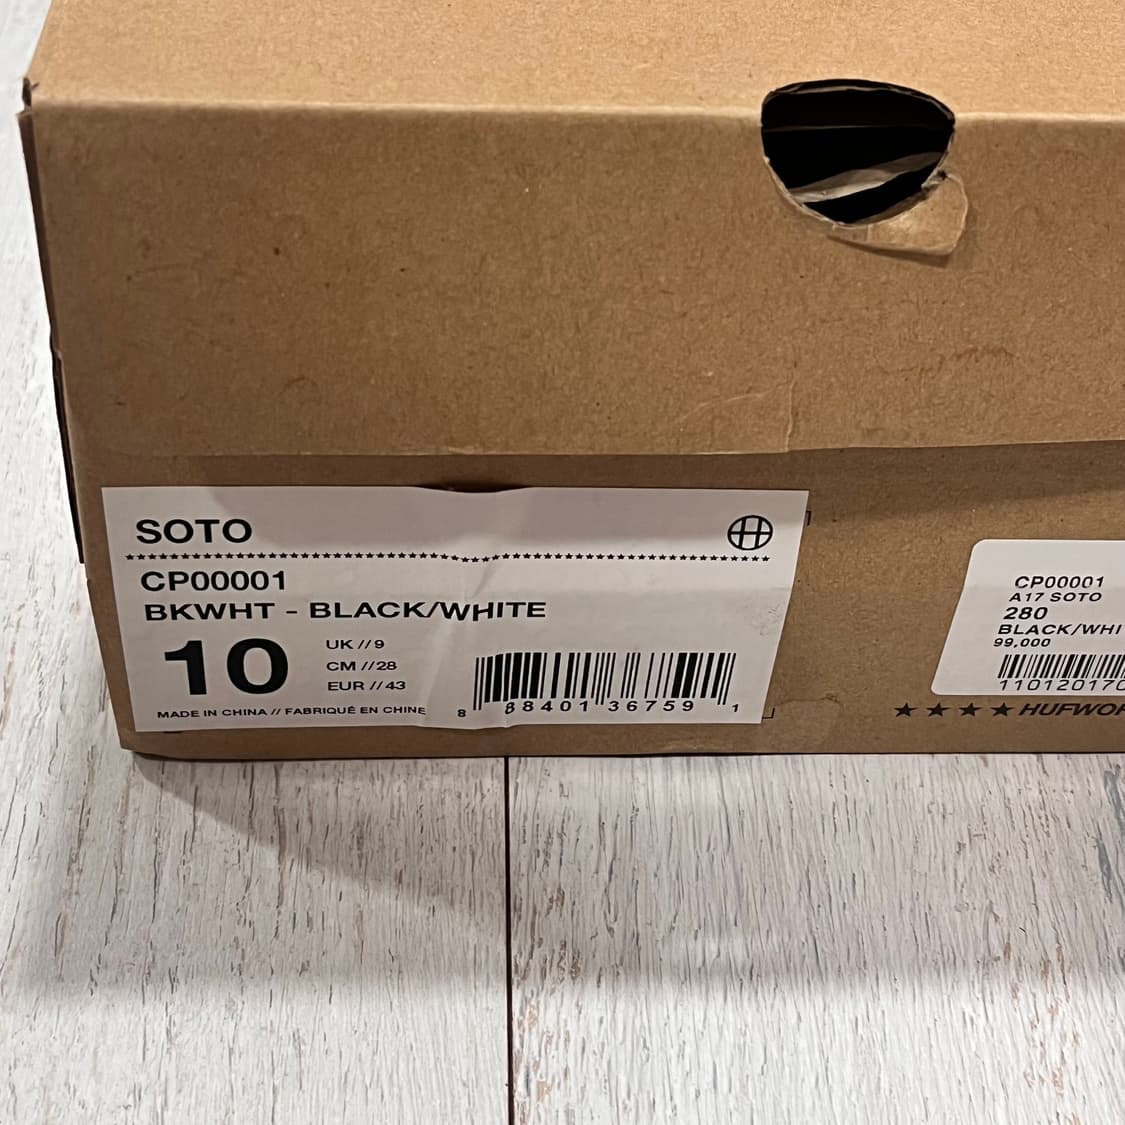 SOTO
CP00001
BKWHT - BLACK/WHITE
10
UK // 9
CM // 28
EUR // 43
MADE IN CHINA // FABRIQUÉ EN CHINE
8 88401 36759 1
CP00001
A17 SOTO
280
BLACK/WHI
99,000
11012017
★★★★ HUFWOR